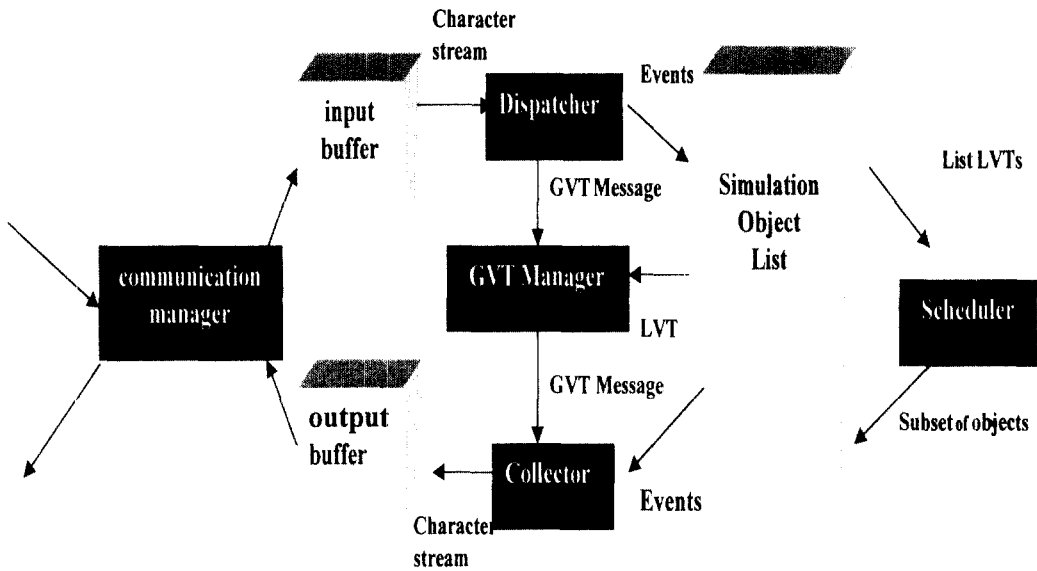 Character
stream
Events
input
buffer
Dispatcher
List LVTs
GVT Message
Simulation
Object
List
communication
manager
GVT Manager
Scheduler
LVT
GVT Message
output
buffer
Subset of objects
Collector
Events
Character
stream